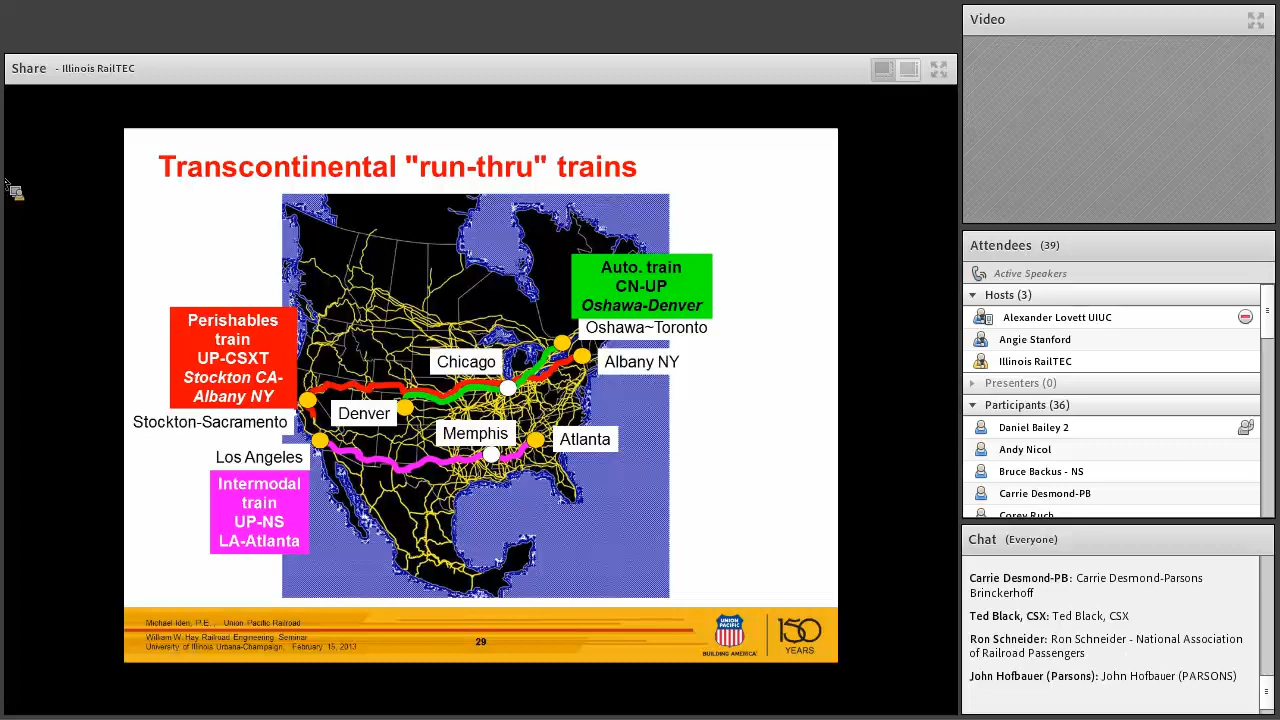 Video
Share - Illinois RailTEC
Transcontinental "run-thru" trains
Auto. train
CN-UP
Oshawa-Denver
Oshawa~Toronto
Perishables
train
UP-CSXT
Stockton CA-
Albany NY
Chicago
Albany NY
Denver
Stockton-Sacramento
Memphis
Atlanta
Los Angeles
Intermodal
train
UP-NS
LA-Atlanta
Michael Iden, P.E., Union Pacific Railroad
William W. Hay Railroad Engineering Seminar
University of Illinois Urbana-Champaign, February 15, 2013
29
UNION
PACIFIC
BUILDING AMERICA
150
YEARS
Attendees (39)
Active Speakers
Hosts (3)
Alexander Lovett UIUC
Angie Stanford
Illinois RailTEC
Presenters (0)
Participants (36)
Daniel Bailey 2
Andy Nicol
Bruce Backus - NS
Carrie Desmond-PB
Corey Ruch
Chat (Everyone)
Carrie Desmond-PB: Carrie Desmond-Parsons
Brinckerhoff
Ted Black, CSX: Ted Black, CSX
Ron Schneider: Ron Schneider - National Association
of Railroad Passengers
John Hofbauer (Parsons): John Hofbauer (PARSONS)